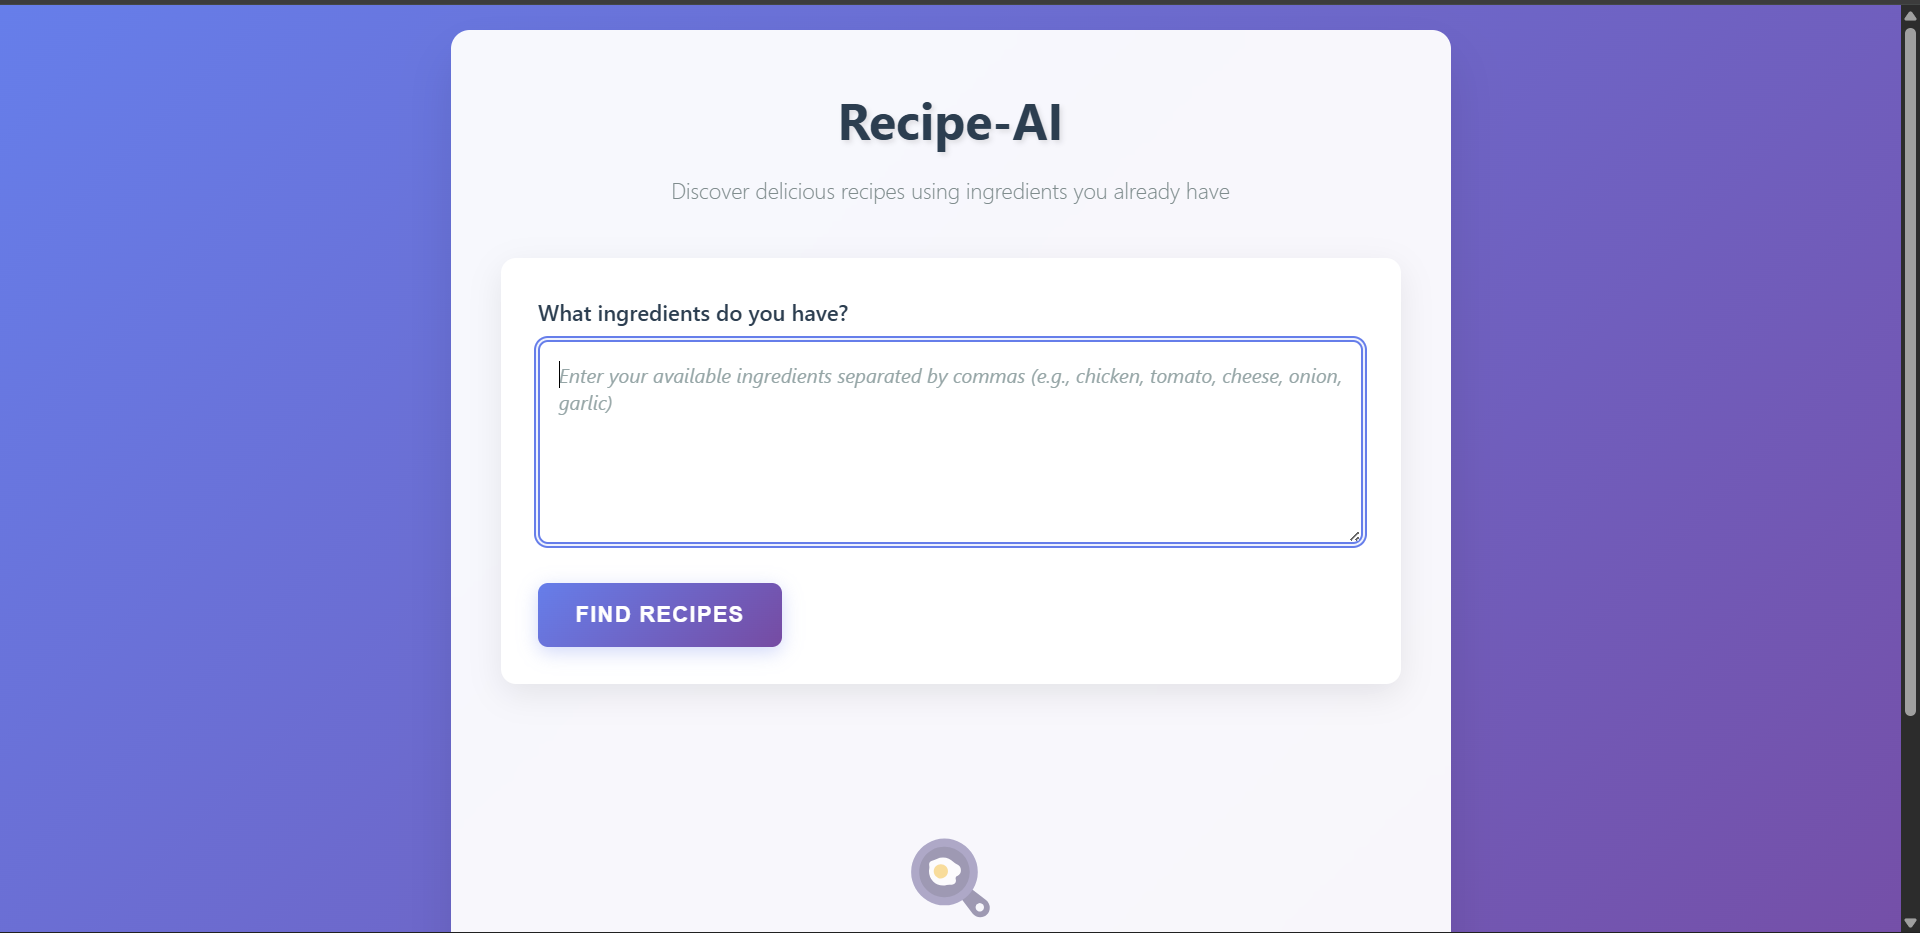 Recipe-AI
Discover delicious recipes using ingredients you already have
What ingredients do you have?
Enter your available ingredients separated by commas (e.g., chicken, tomato, cheese, onion,
garlic)
FIND RECIPES